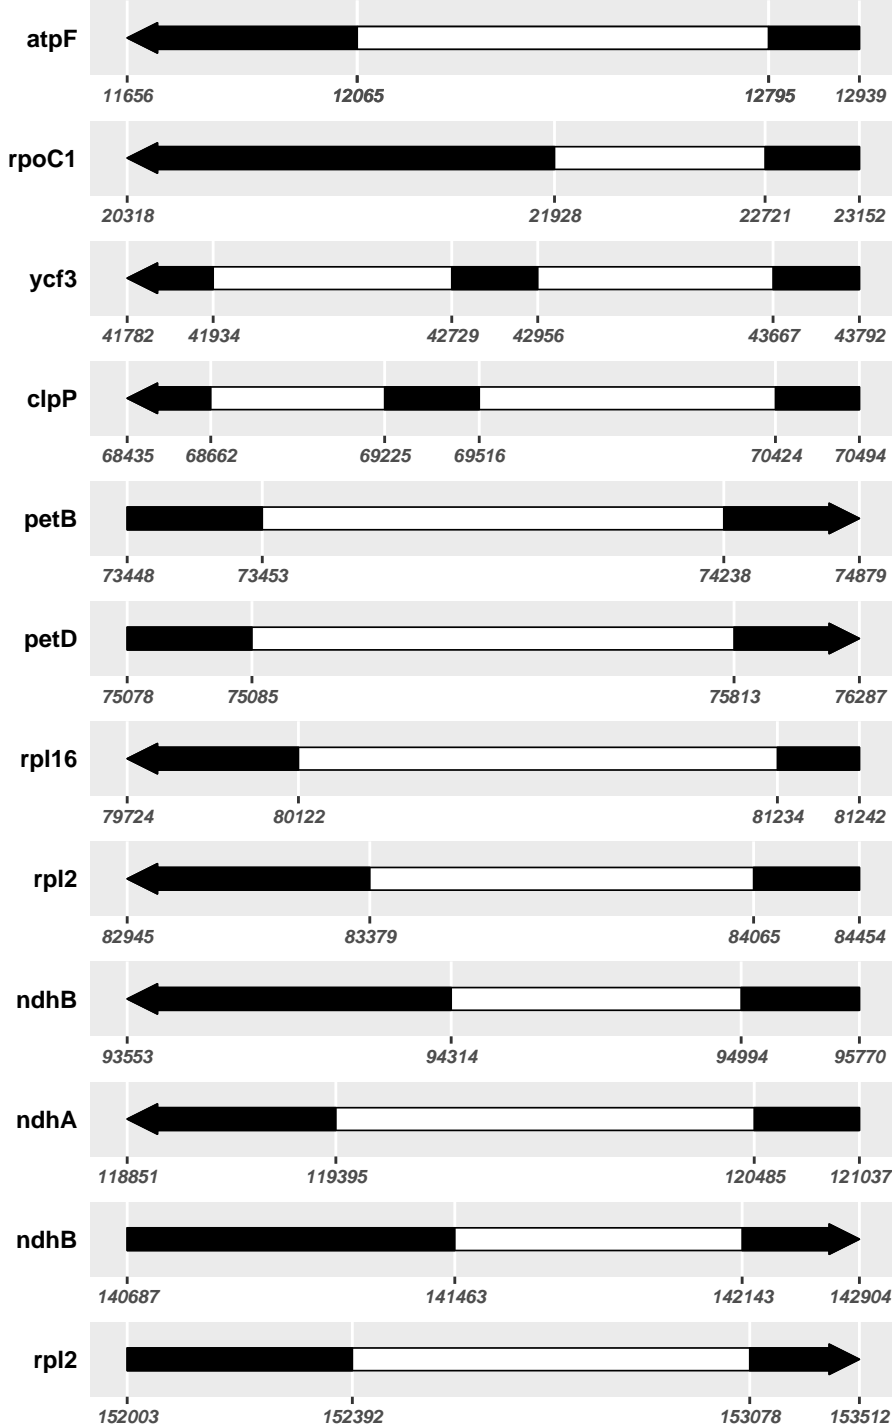 atpF
11656 12065 12795 12939
rpoC1
20318 21928 22721 23152
ycf3
41782 41934 42729 42956 43667 43792
clpP
68435 68662 69225 69516 70424 70494
petB
73448 73453 74238 74879
petD
75078 75085 75813 76287
rpl16
79724 80122 81234 81242
rpl2
82945 83379 84065 84454
ndhB
93553 94314 94994 95770
ndhA
118851 119395 120485 121037
ndhB
140687 141463 142143 142904
rpl2
152003 152392 153078 153512